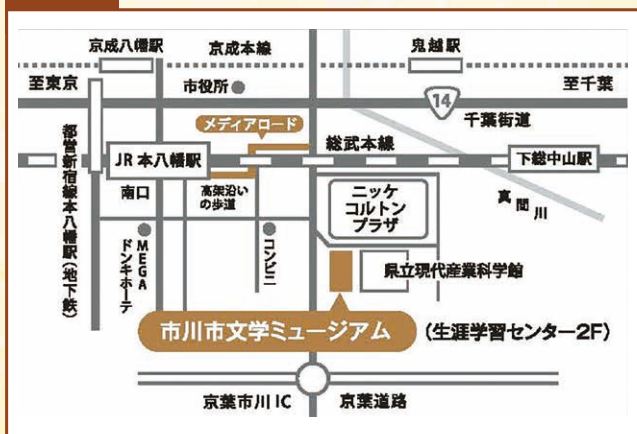 京成八幡駅
京成本線
鬼越駅
至東京
市役所
14
至千葉
メディアロード
千葉街道
都営新宿線本八幡駅(地下鉄)
JR本八幡駅
総武本線
下総中山駅
南口
高架沿い
の歩道
ニッケ
コルトン
プラザ
真間川
MEGA
ドンキホーテ
コンビニ
県立現代産業科学館
市川市文学ミュージアム
(生涯学習センター2F)
京葉市川IC
京葉道路